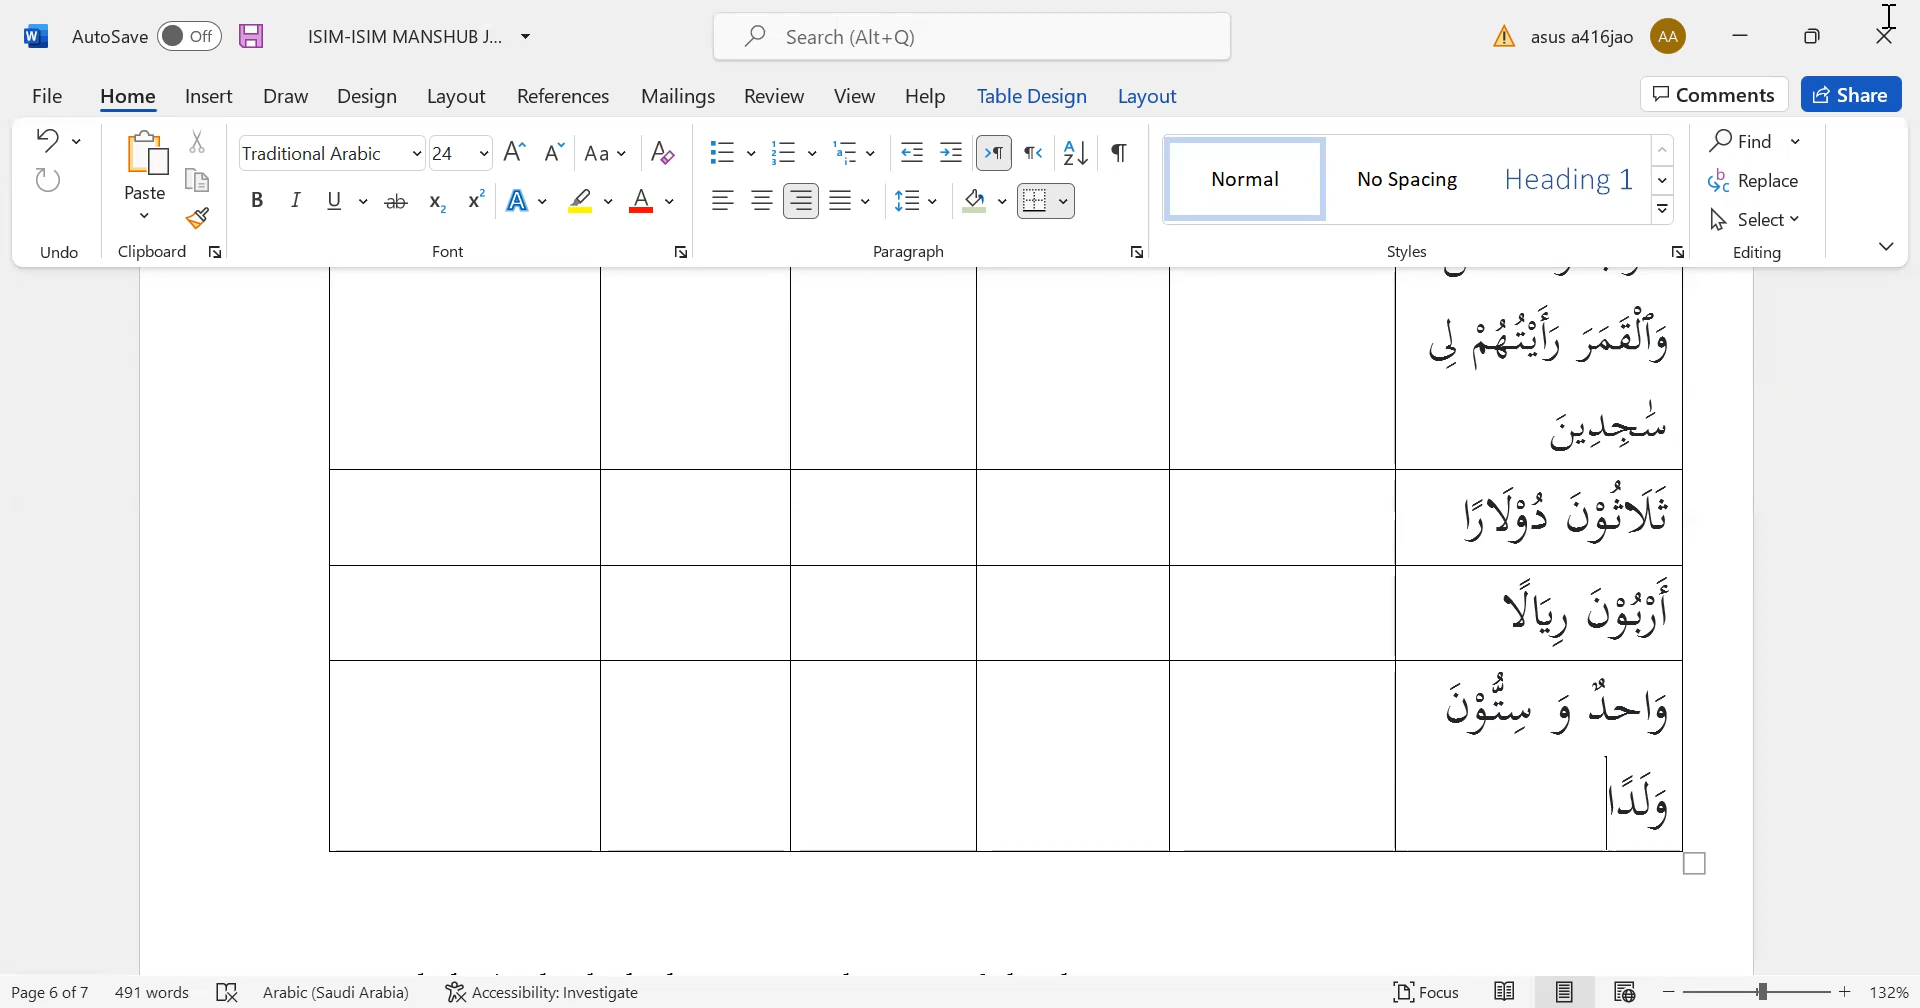 AutoSave
Off
ISIM-ISIM MANSHUB J...
Search (Alt+Q)
asus a416jao
AA
File
Home
Insert
Draw
Design
Layout
References
Mailings
Review
View
Help
Table Design
Layout
Comments
Share
Paste
Undo
Clipboard
Traditional Arabic
24
Font
Paragraph
Normal
No Spacing
Heading 1
Styles
Find
Replace
Select
Editing
وَٱلْقَمَرَ رَأَيْتُهُمْ لِى
سَٰجِدِينَ
ثَلَاثُوْنَ دُوْلَارًا
أَرْبُوْنَ رِيَالًا
وَاحدٌ وَ سِتُّوْنَ
وَلَدًا
Page 6 of 7
491 words
Arabic (Saudi Arabia)
Accessibility: Investigate
Focus
132%